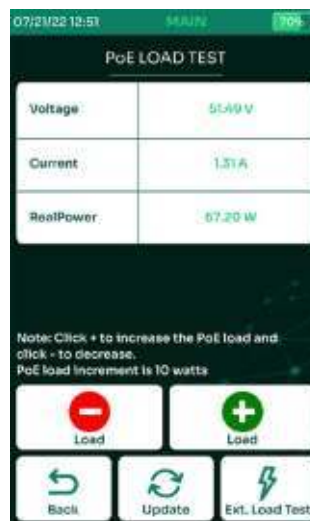 07/21/22 12:51 MAIN 70%
PoE LOAD TEST
Voltage 51.49 V
Current 1.31 A
RealPower 67.20 W
Note: Click + to increase the PoE load and
click - to decrease.
PoE load increment is 10 watts
Load Load
Back Update Ext. Load Test